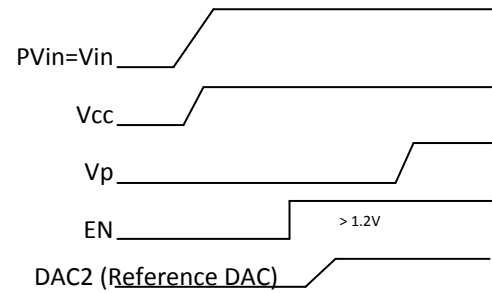 PVin=Vin
Vcc
Vp
EN
> 1.2V
DAC2 (Reference DAC)